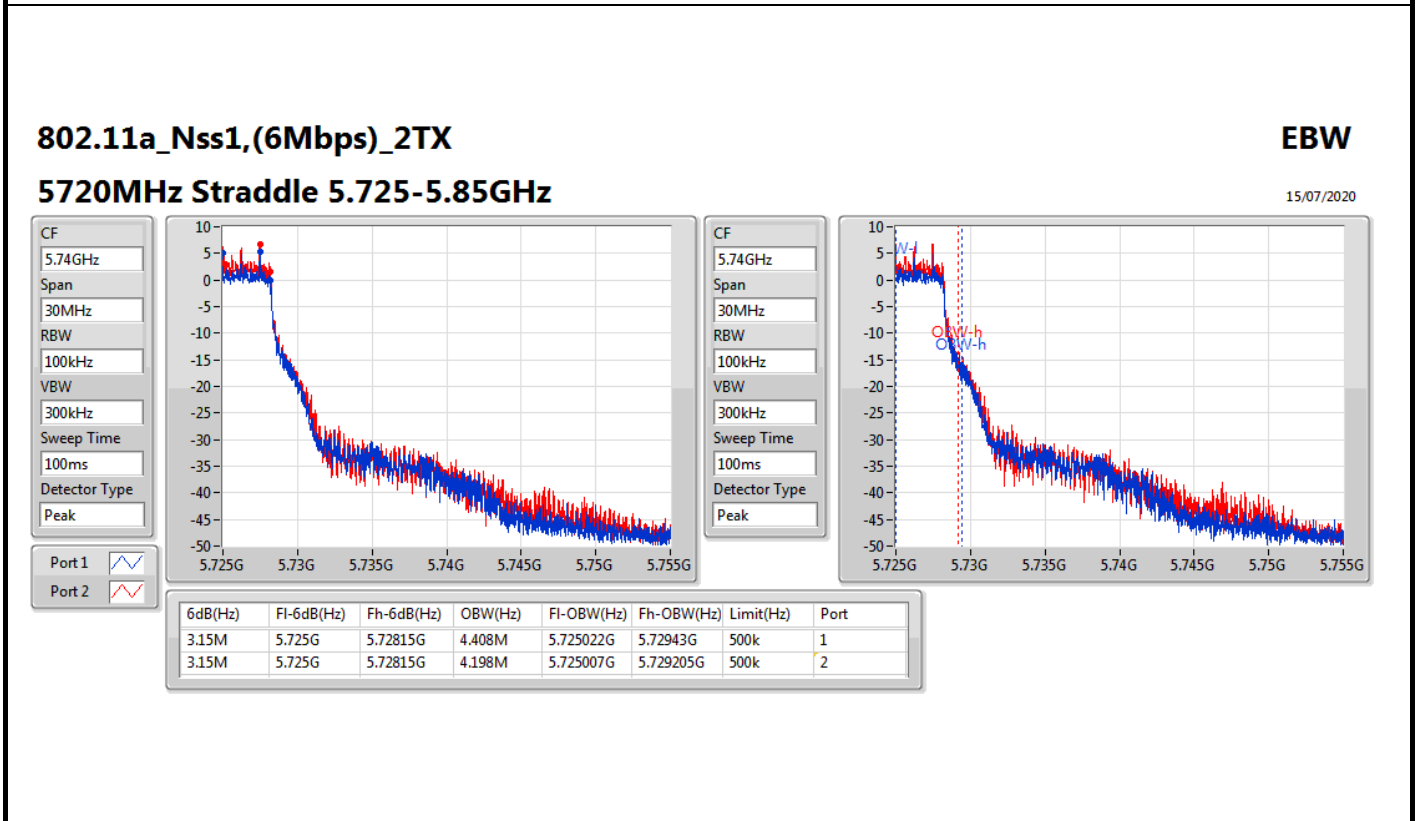 802.11a_Nss1,(6Mbps)_2TX
EBW
5720MHz Straddle 5.725-5.85GHz
15/07/2020
CF
5.74GHz
Span
30MHz
RBW
100kHz
VBW
300kHz
Sweep Time
100ms
Detector Type
Peak
Port 1
Port 2
10
5
0
-5
-10
-15
-20
-25
-30
-35
-40
-45
-50
5.725G 5.73G 5.735G 5.74G 5.745G 5.75G 5.755G
CF
5.74GHz
Span
30MHz
RBW
100kHz
VBW
300kHz
Sweep Time
100ms
Detector Type
Peak
10
5
0
-5
-10
-15
-20
-25
-30
-35
-40
-45
-50
W-l
OBW-h
OBW-h
5.725G 5.73G 5.735G 5.74G 5.745G 5.75G 5.755G
6dB(Hz) Fl-6dB(Hz) Fh-6dB(Hz) OBW(Hz) Fl-OBW(Hz) Fh-OBW(Hz) Limit(Hz) Port
3.15M 5.725G 5.72815G 4.408M 5.725022G 5.72943G 500k 1
3.15M 5.725G 5.72815G 4.198M 5.725007G 5.729205G 500k 2